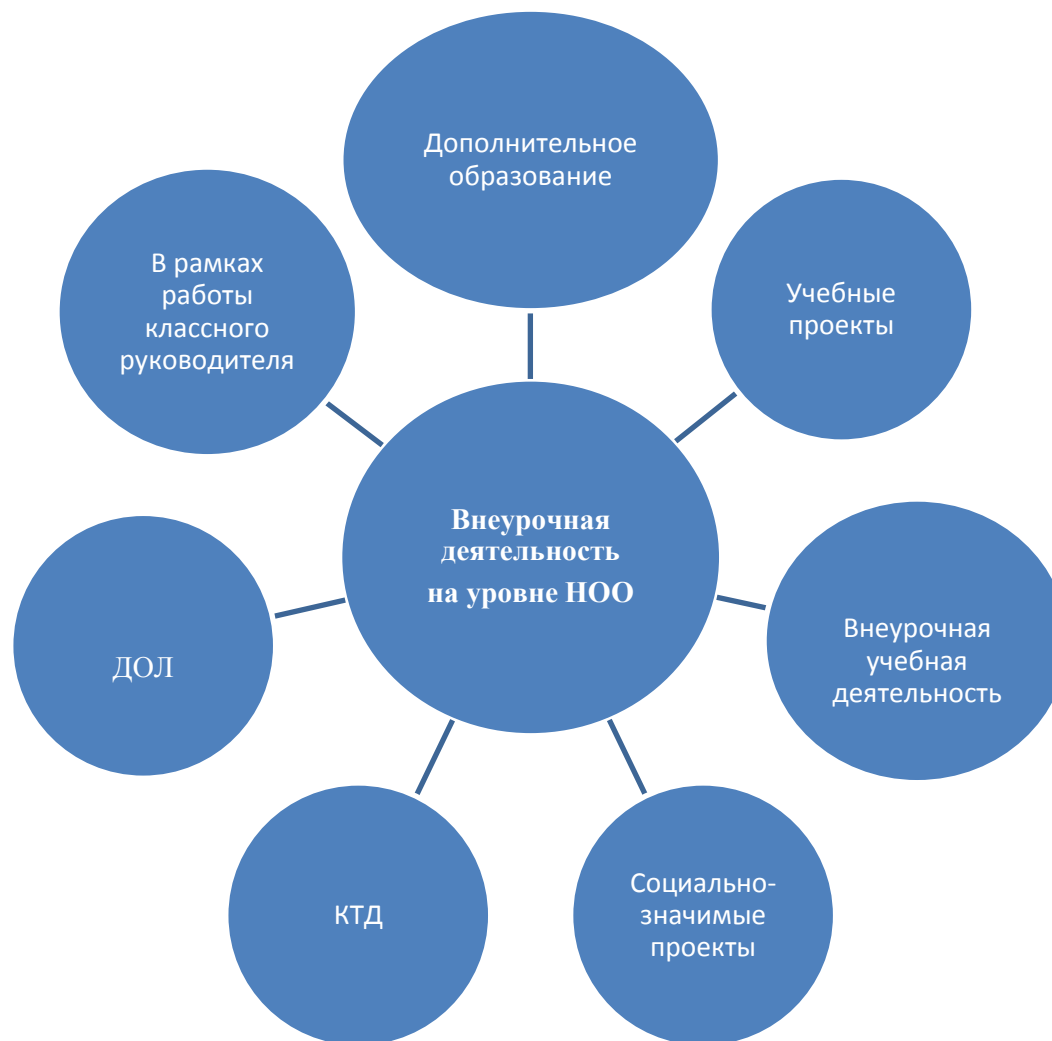 Дополнительное
образование
В рамках
работы
классного
руководителя
Учебные
проекты
Внеурочная
деятельность
на уровне НОО
Внеурочная
учебная
деятельность
ДОЛ
КТД
Социально-
значимые
проекты